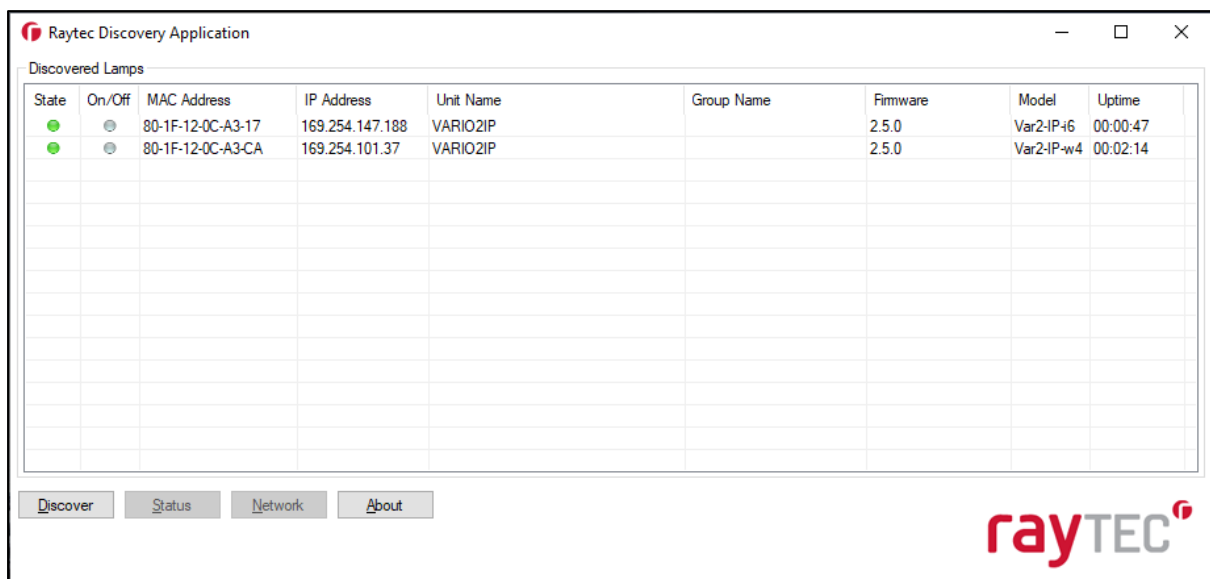 Raytec Discovery Application
Discovered Lamps
State On/Off MAC Address IP Address Unit Name Group Name Firmware Model Uptime
80-1F-12-0C-A3-17 169.254.147.188 VARIO2IP 2.5.0 Var2-IP-i6 00:00:47
80-1F-12-0C-A3-CA 169.254.101.37 VARIO2IP 2.5.0 Var2-IP-w4 00:02:14
Discover Status Network About
rayTEC